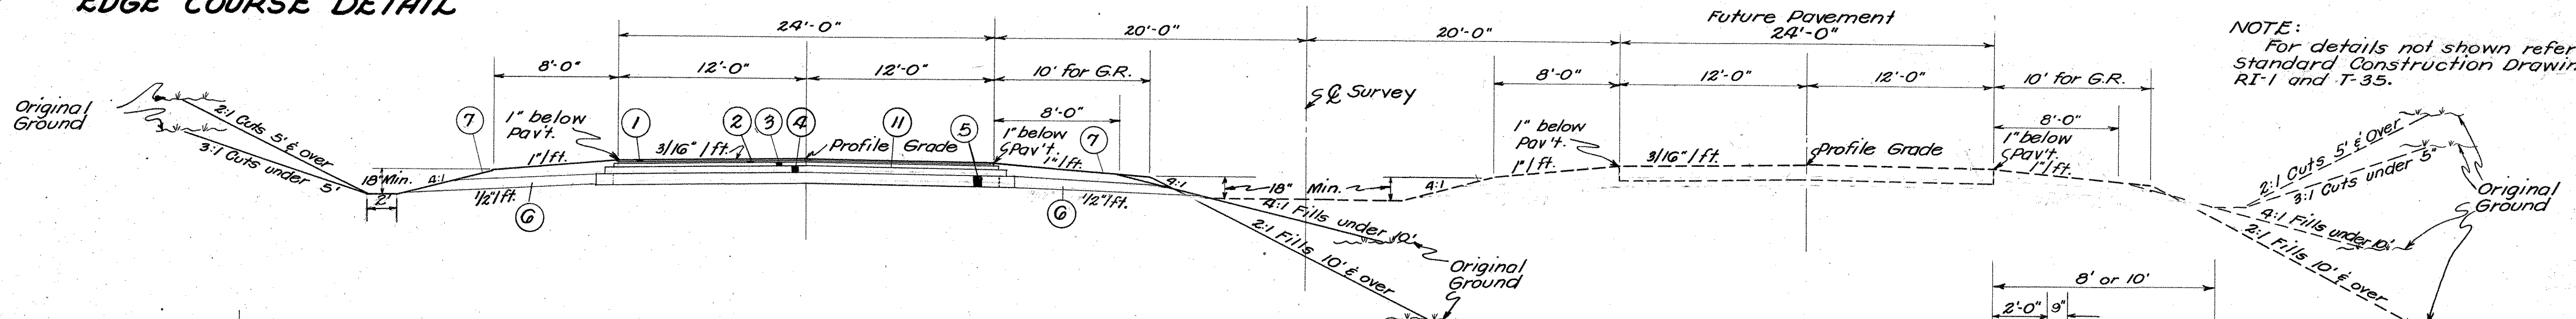 EDGE COURSE DETAIL
24'-0"
20'-0"
20'-0"
Future Pavement
24'-0"
NOTE:
For details not shown refer
Standard Construction Drawin
RI-1 and T-35.
8'-0"
12'-0"
12'-0"
10' for G.R.
8'-0"
12'-0"
12'-0"
10' for G.R.
Original
Ground
2:1 Cuts 5' & over
3:1 Cuts under 5'
7
1" below
Pav't.
1
2
3
4
11
5
8'-0"
1" below
Pav't.
7
℄ Survey
1" below
Pav't.
8'-0"
1" below
Pav't.
2:1 Cuts 5' & Over
3:1 Cuts under 5"
Original
Ground
18" Min.
4:1
1"/ft.
3/16"/ft.
Profile Grade
1"/ft.
4:1
18" Min.
4:1
1"/ft.
3/16"/ft.
Profile Grade
1"/ft.
2'
1/2"/ft.
6
6
1/2"/ft.
4:1 Fills under 10'
2:1 Fills 10' & over
Original
Ground
4:1 Fills under 10'
2:1 Fills 10' & over
8' or 10'
2'-0"
9"